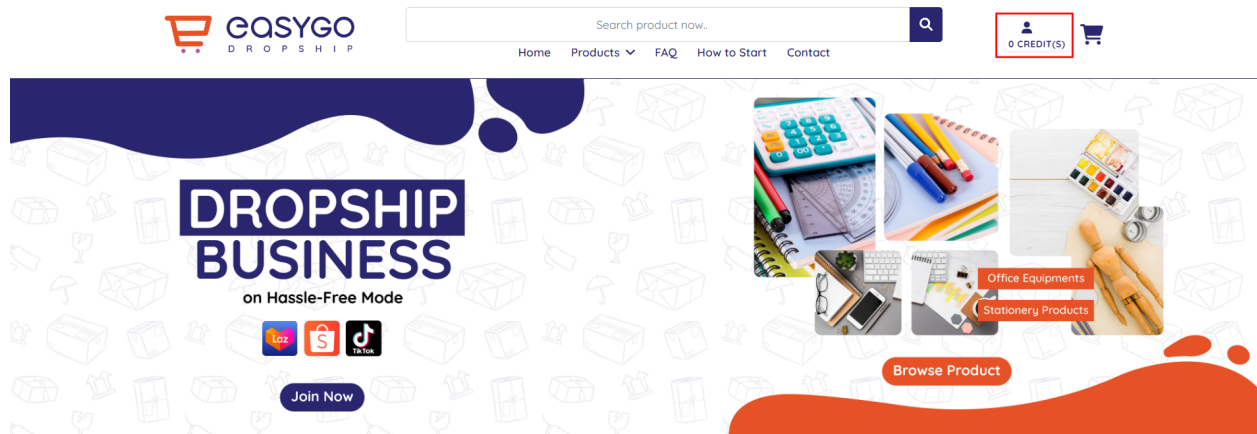 easyGO
DROPSHIP
Search product now..
Home Products FAQ How to Start Contact
0 CREDIT(S)
DROPSHIP
BUSINESS
on Hassle-Free Mode
Laz
S
TikTok
Join Now
Office Equipments
Stationery Products
Browse Product